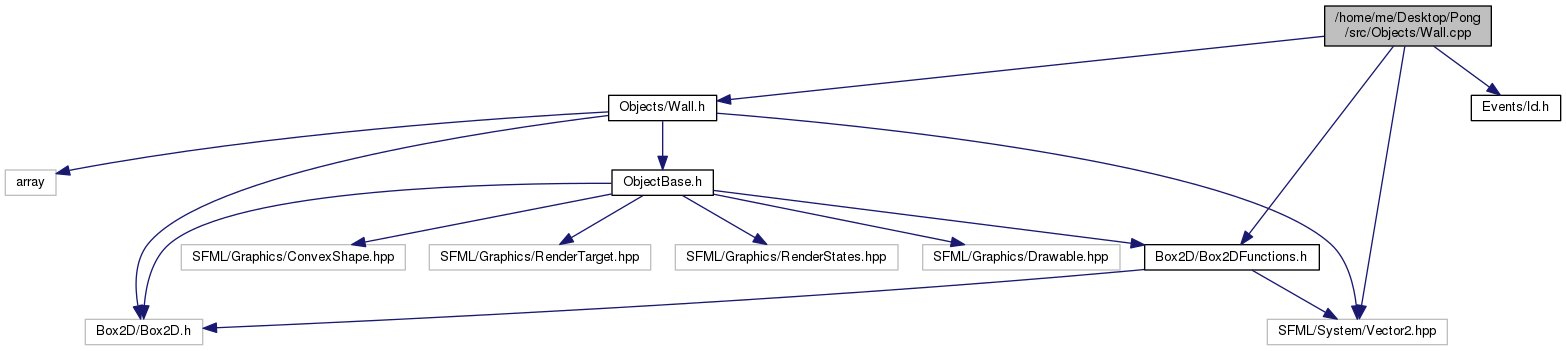 /home/me/Desktop/Pong
/src/Objects/Wall.cpp
Objects/Wall.h
Events/Id.h
array
ObjectBase.h
SFML/Graphics/ConvexShape.hpp
SFML/Graphics/RenderTarget.hpp
SFML/Graphics/RenderStates.hpp
SFML/Graphics/Drawable.hpp
Box2D/Box2DFunctions.h
Box2D/Box2D.h
SFML/System/Vector2.hpp